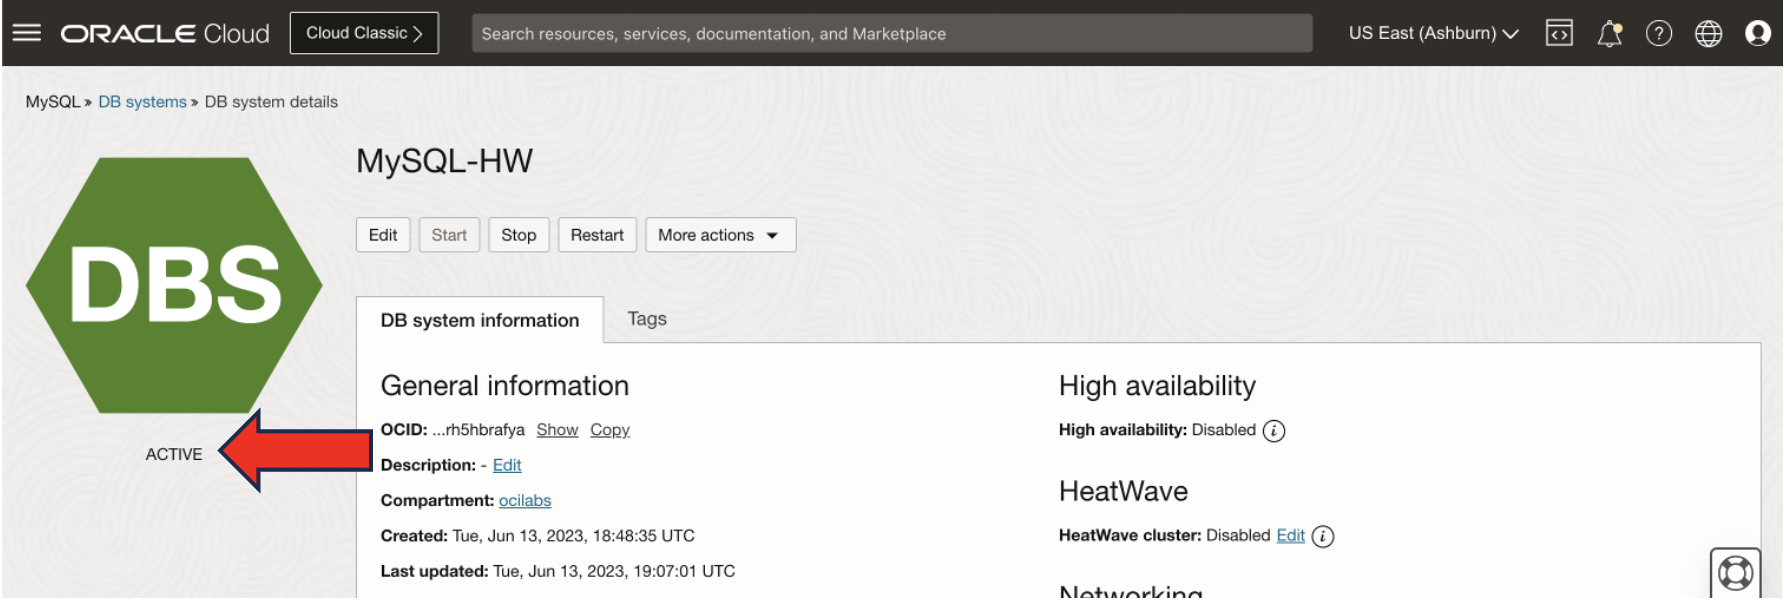 ORACLE Cloud
Cloud Classic
Search resources, services, documentation, and Marketplace
US East (Ashburn)
MySQL » DB systems » DB system details
DBS
ACTIVE
MySQL-HW
Edit Start Stop Restart More actions
DB system information Tags
General information
OCID: ...rh5hbrafya Show Copy
Description: - Edit
Compartment: ocilabs
Created: Tue, Jun 13, 2023, 18:48:35 UTC
Last updated: Tue, Jun 13, 2023, 19:07:01 UTC
High availability
High availability: Disabled
HeatWave
HeatWave cluster: Disabled Edit
Networking